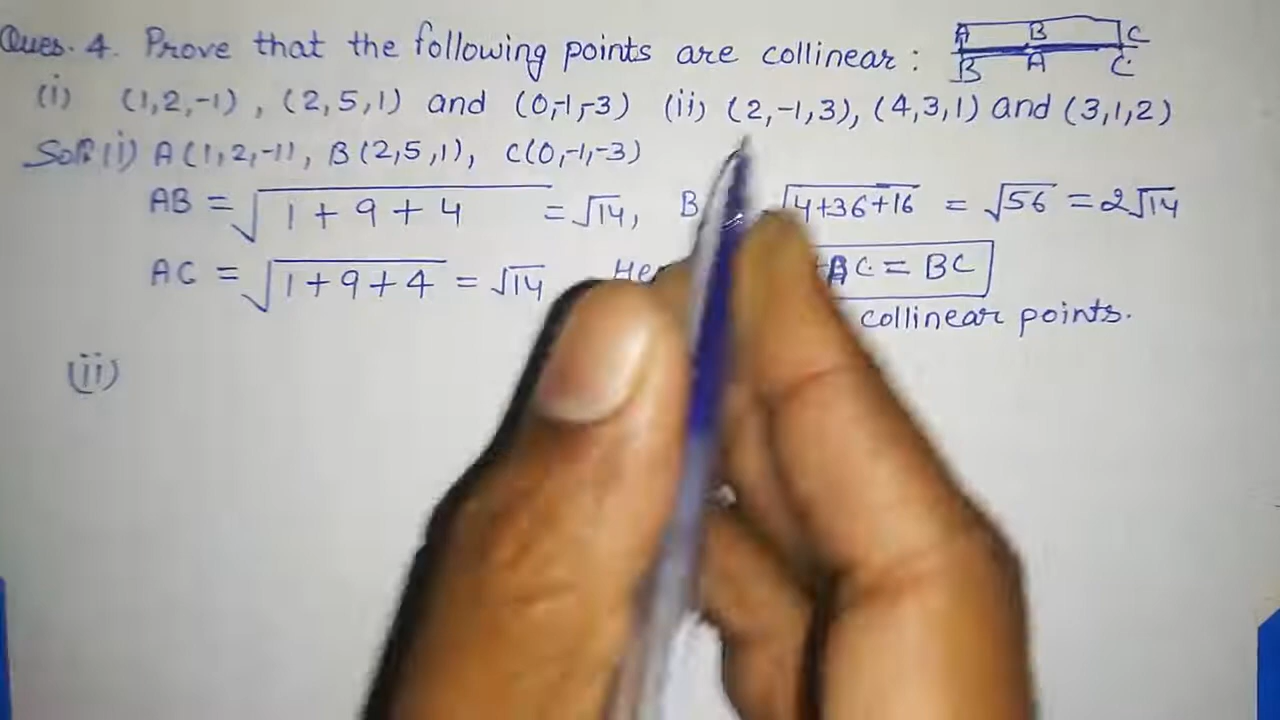 Ques. 4. Prove that the following points are collinear : A B C
B A C
(i) (1,2,-1), (2,5,1) and (0,-1,-3) (ii) (2,-1,3), (4,3,1) and (3,1,2)
Solⁿ(i) A(1,2,-1), B(2,5,1), C(0,-1,-3)
AB = √1+9+4 = √14, B √4+36+16 = √56 = 2√14
AC = √1+9+4 = √14 AC = BC
collinear points.
(ii)